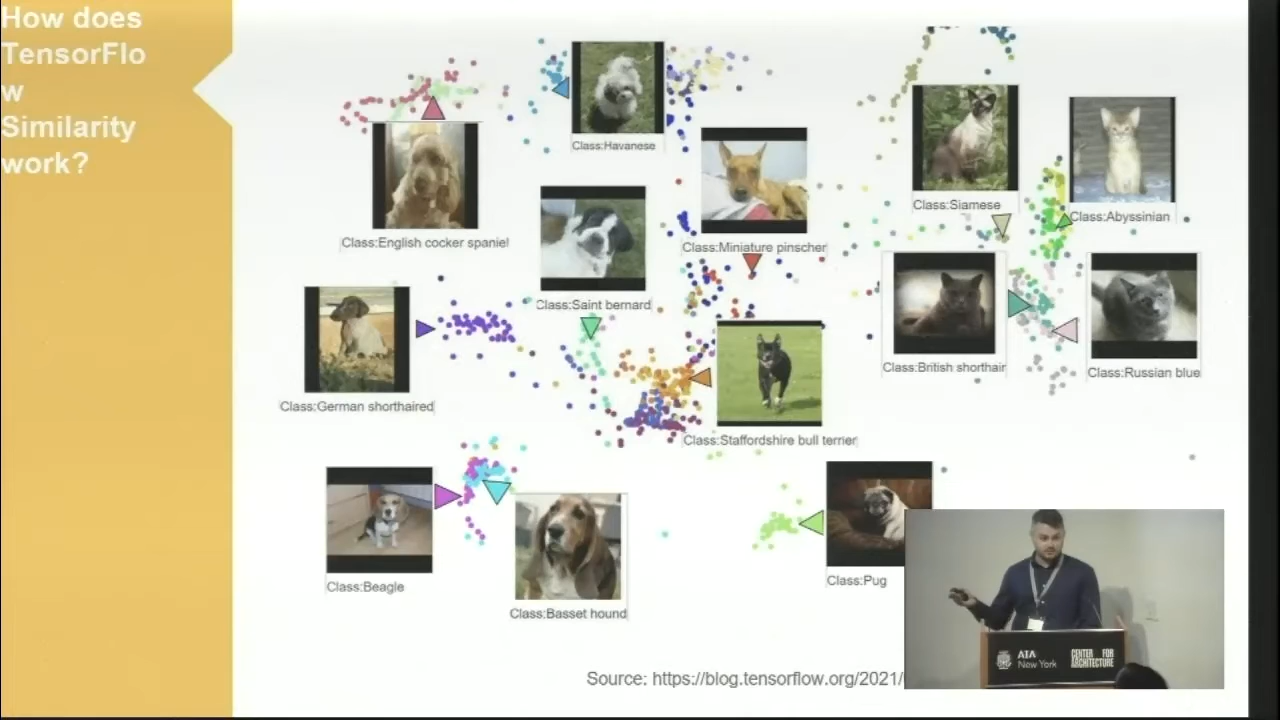 How does
TensorFlo
w
Similarity
work?
Class:Havanese
Class:English cocker spaniel
Class:Miniature pinscher
Class:Siamese
Class:Abyssinian
Class:Saint bernard
Class:British shorthair
Class:Russian blue
Class:German shorthaired
Class:Staffordshire bull terrier
Class:Beagle
Class:Basset hound
Class:Pug
Source: https://blog.tensorflow.org/2021/
AIA
New York
CENTER FOR
ARCHITECTURE